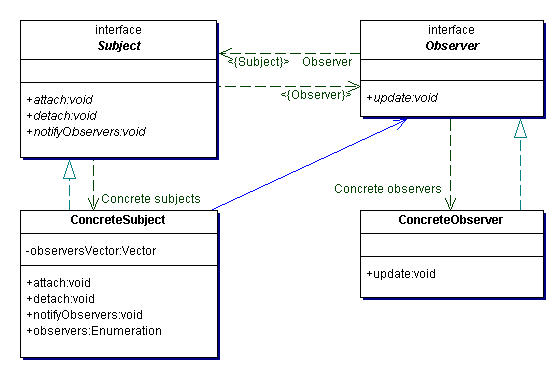 interface
Subject
+attach:void
+detach:void
+notifyObservers:void
interface
Observer
+update:void
<{Subject}> Observer
<{Observer}>
Concrete subjects
Concrete observers
ConcreteSubject
-observersVector:Vector
+attach:void
+detach:void
+notifyObservers:void
+observers:Enumeration
ConcreteObserver
+update:void